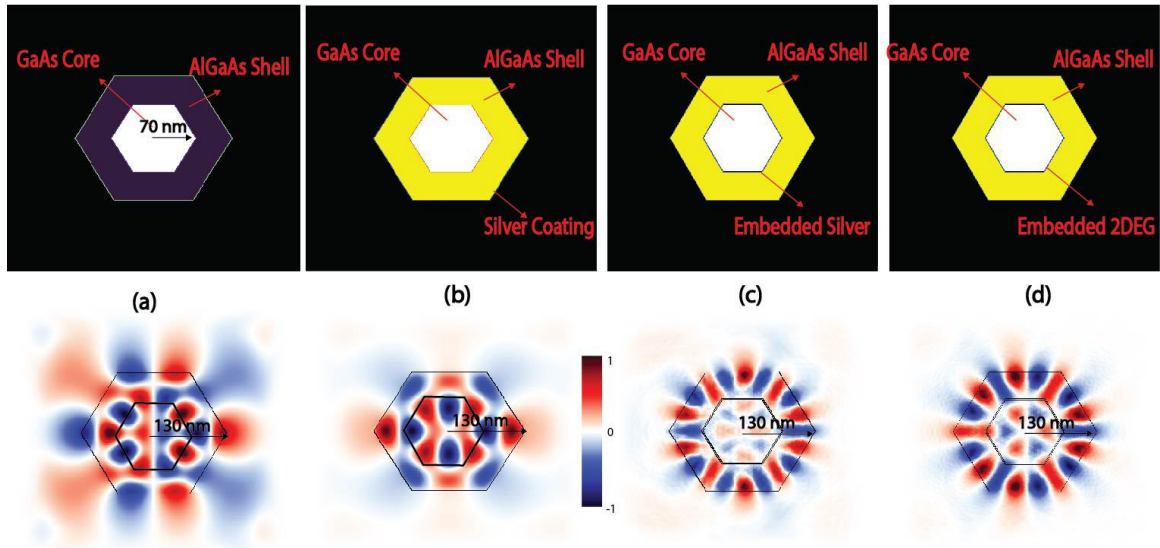 GaAs Core
AlGaAs Shell
70 nm
GaAs Core
AlGaAs Shell
Silver Coating
GaAs Core
AlGaAs Shell
Embedded Silver
GaAs Core
AlGaAs Shell
Embedded 2DEG
(a)
(b)
(c)
(d)
130 nm
130 nm
1
0
-1
130 nm
130 nm